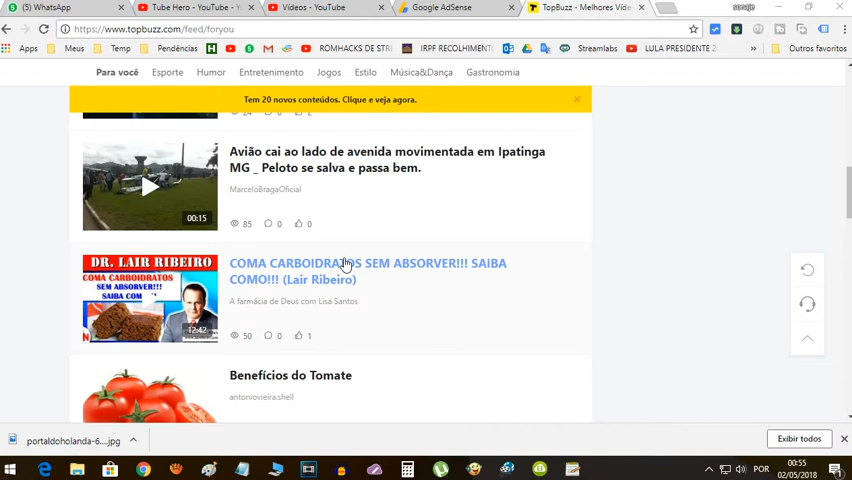 WhatsApp
Tube Hero - YouTube - Y
Vídeos - YouTube
Google AdSense
TopBuzz - Melhores Víde
https://www.topbuzz.com/feed/foryou
Apps
Meus
Tom
Pendências
ROMHACKS DE STR
IRPF RECOLHIMENT
Streamlabs
LULA PRESIDENTE 2
Outros favoritos
Para você
Esporte
Humor
Entretenimento
Jogos
Estilo
Música&Dança
Gastronomia
Tem 20 novos conteúdos. Clique e veja agora.
Avião cai ao lado de avenida movimentada em Ipatinga
MG _ Peloto se salva e passa bem.
MarceloBragaOficial
00:15
85
0
0
DR. LAIR RIBEIRO
COMA CARBOIDRATOS
SEM ABSORVER!!!
SAIBA COM
12:42
COMA CARBOIDRATOS SEM ABSORVER!!! SAIBA
COMO!!! (Lair Ribeiro)
A farmácia de Deus com Lisa Santos
50
0
1
Benefícios do Tomate
antoniovieira.shell
portaldoholanda-6....jpg
Exibir todos
POR
00:55
02/05/2018